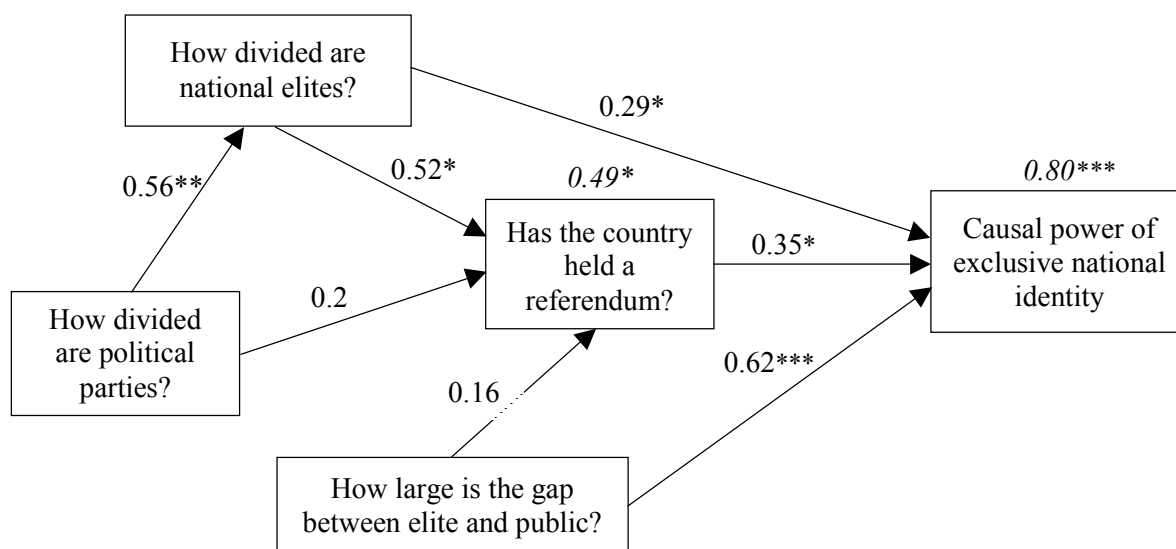 How divided are
national elites?
0.29*
0.56**
0.52*
0.49*
0.80***
Has the country
held a
referendum?
0.35*
Causal power of
exclusive national
identity
How divided
are political
parties?
0.2
0.16
0.62***
How large is the gap
between elite and public?